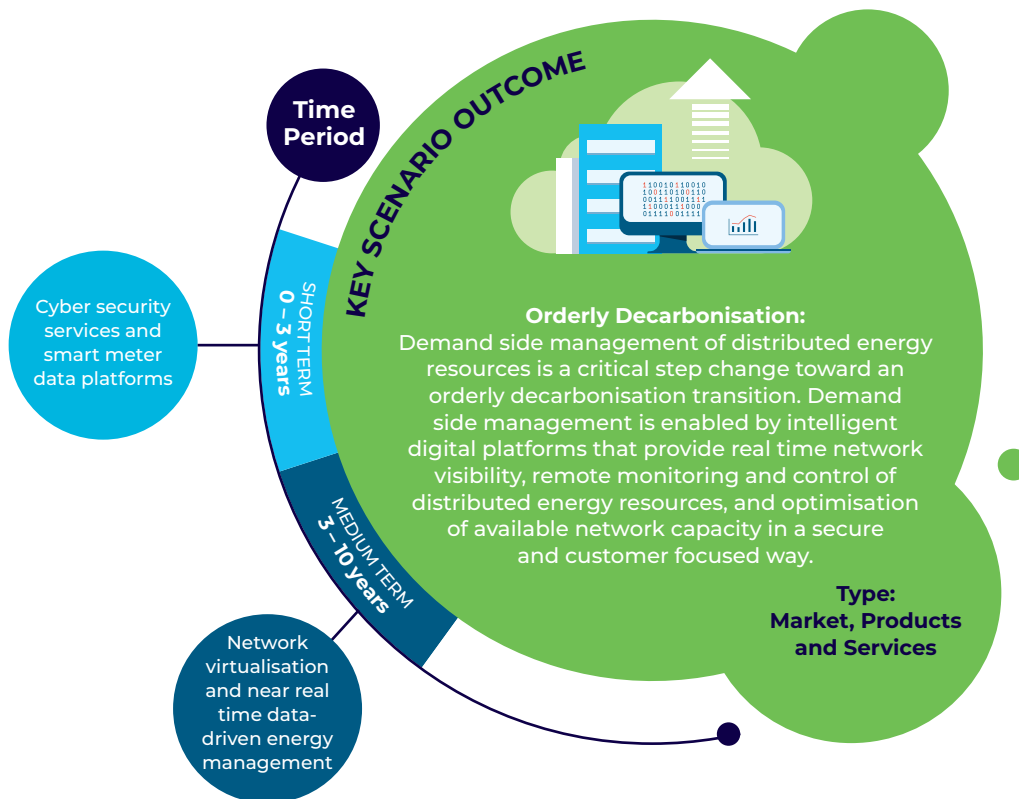 KEY SCENARIO OUTCOME
Time
Period
SHORT TERM
0 – 3 years
Cyber security
services and
smart meter
data platforms
MEDIUM TERM
3 – 10 years
Network
virtualisation
and near real
time data-
driven energy
management
110010110010
100110100110
001111001111
110001110001
Orderly Decarbonisation:
Demand side management of distributed energy
resources is a critical step change toward an
orderly decarbonisation transition. Demand
side management is enabled by intelligent
digital platforms that provide real time network
visibility, remote monitoring and control of
distributed energy resources, and optimisation
of available network capacity in a secure
and customer focused way.
Type:
Market, Products
and Services